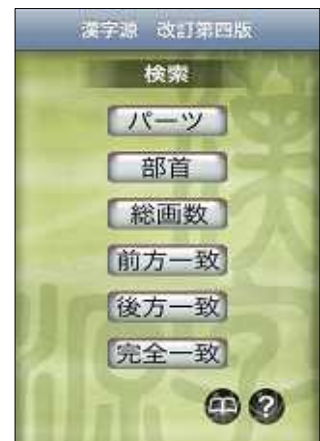 漢字源　改訂第四版
検索
パーツ
部首
総画数
前方一致
後方一致
完全一致
?